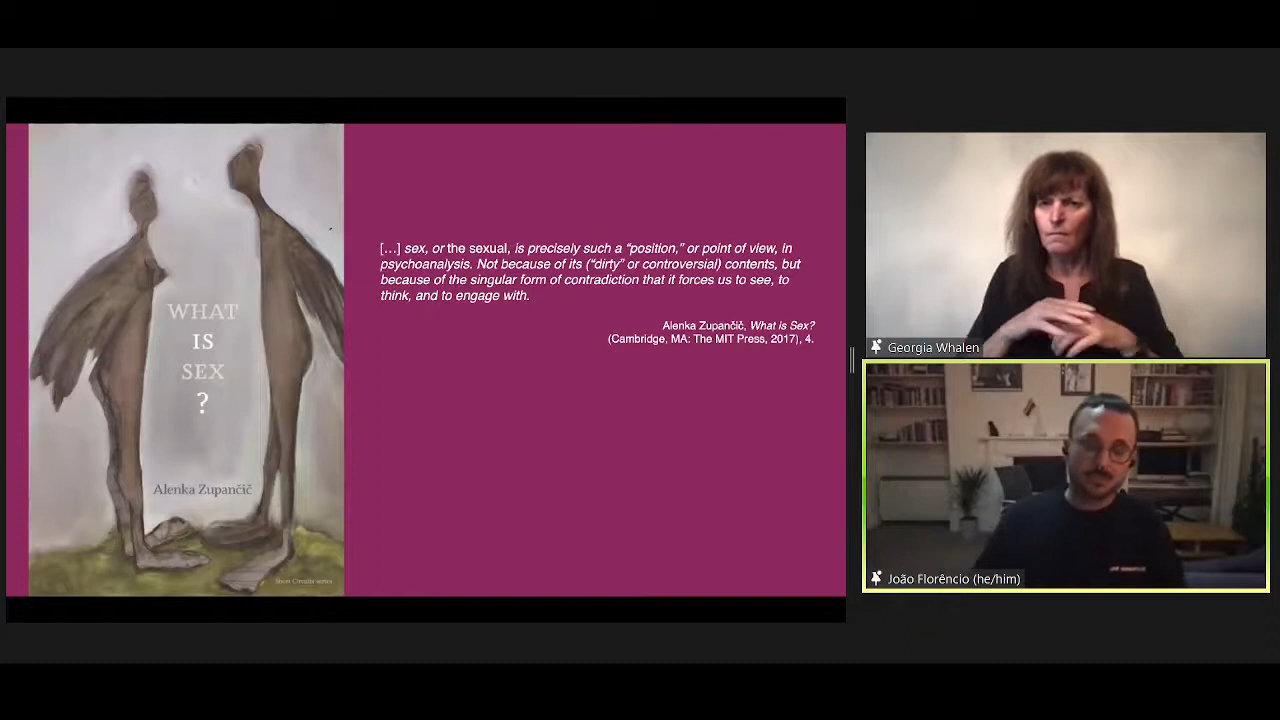 WHAT
IS
SEX
?
Alenka Zupančič
Short Circuits series
[…] sex, or the sexual, is precisely such a “position,” or point of view, in
psychoanalysis. Not because of its (“dirty” or controversial) contents, but
because of the singular form of contradiction that it forces us to see, to
think, and to engage with.
Alenka Zupančič, What is Sex?
(Cambridge, MA: The MIT Press, 2017), 4.
Georgia Whalen
João Florêncio (he/him)